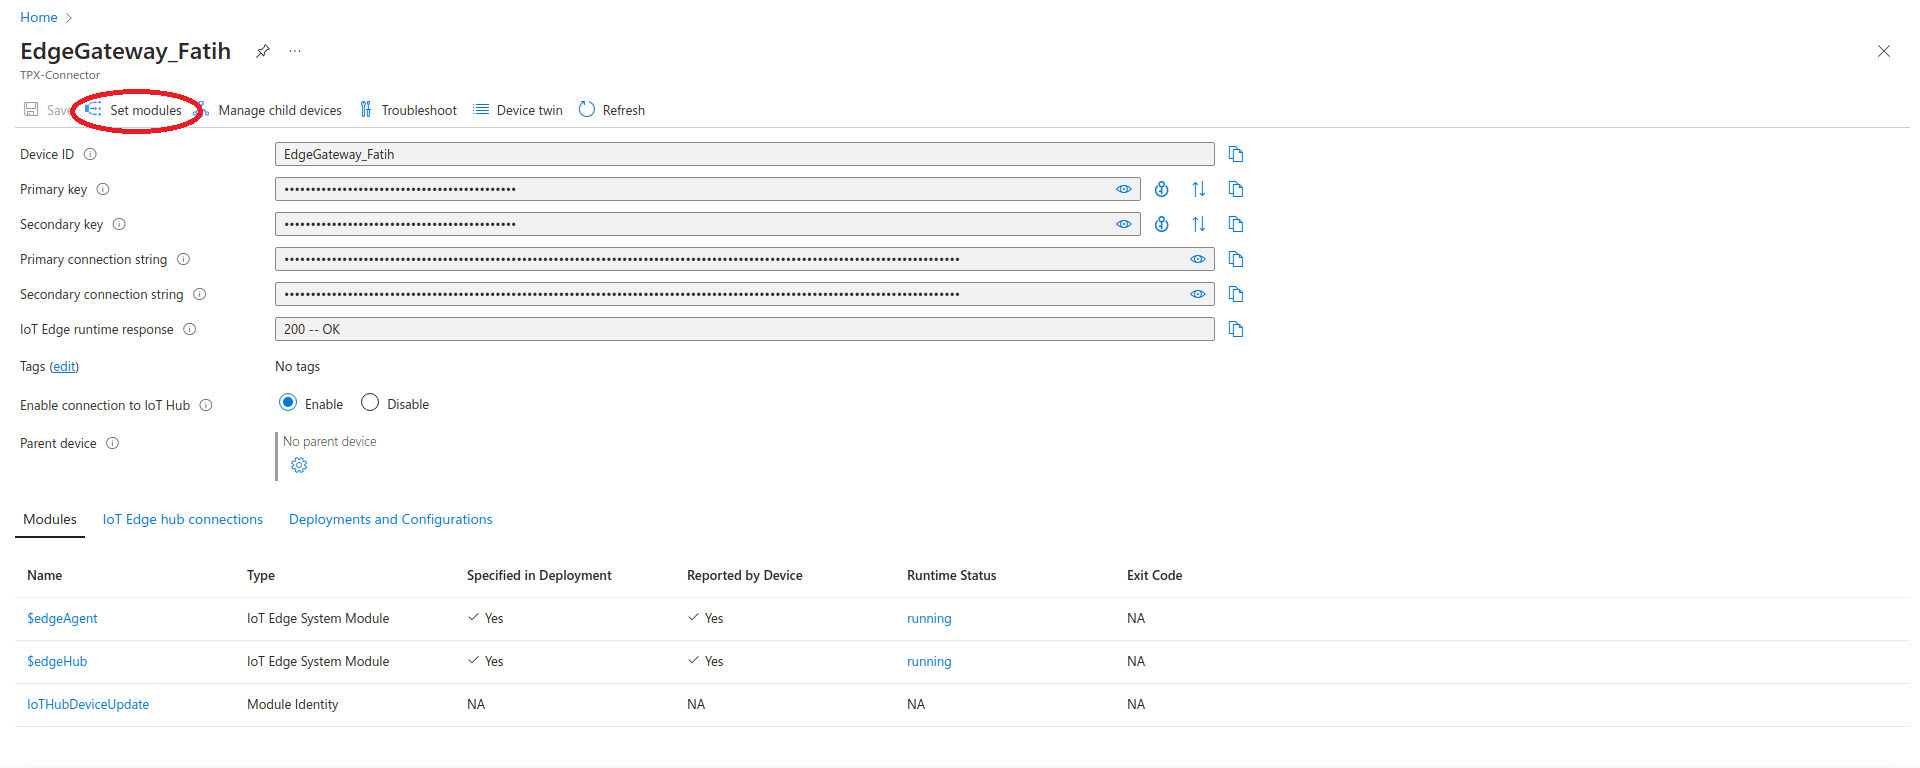 Home
EdgeGateway_Fatih
TPX-Connector
Save Set modules Manage child devices Troubleshoot Device twin Refresh
Device ID EdgeGateway_Fatih
Primary key ••••••••••••••••••••••••••••••••••••••••••••
Secondary key ••••••••••••••••••••••••••••••••••••••••••••
Primary connection string
Secondary connection string
IoT Edge runtime response 200 -- OK
Tags (edit) No tags
Enable connection to IoT Hub Enable Disable
Parent device No parent device
Modules IoT Edge hub connections Deployments and Configurations
Name Type Specified in Deployment Reported by Device Runtime Status Exit Code
$edgeAgent IoT Edge System Module Yes Yes running NA
$edgeHub IoT Edge System Module Yes Yes running NA
IoTHubDeviceUpdate Module Identity NA NA NA NA